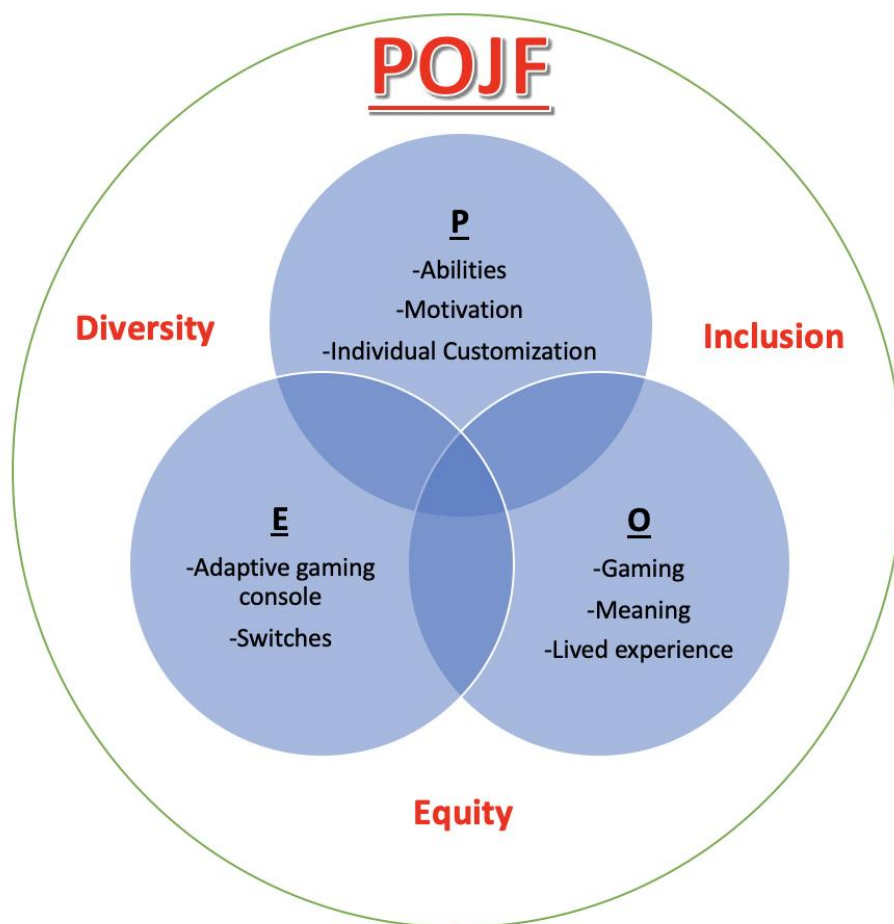 POJF
P
-Abilities
-Motivation
-Individual Customization
Diversity
Inclusion
E
-Adaptive gaming
console
-Switches
O
-Gaming
-Meaning
-Lived experience
Equity